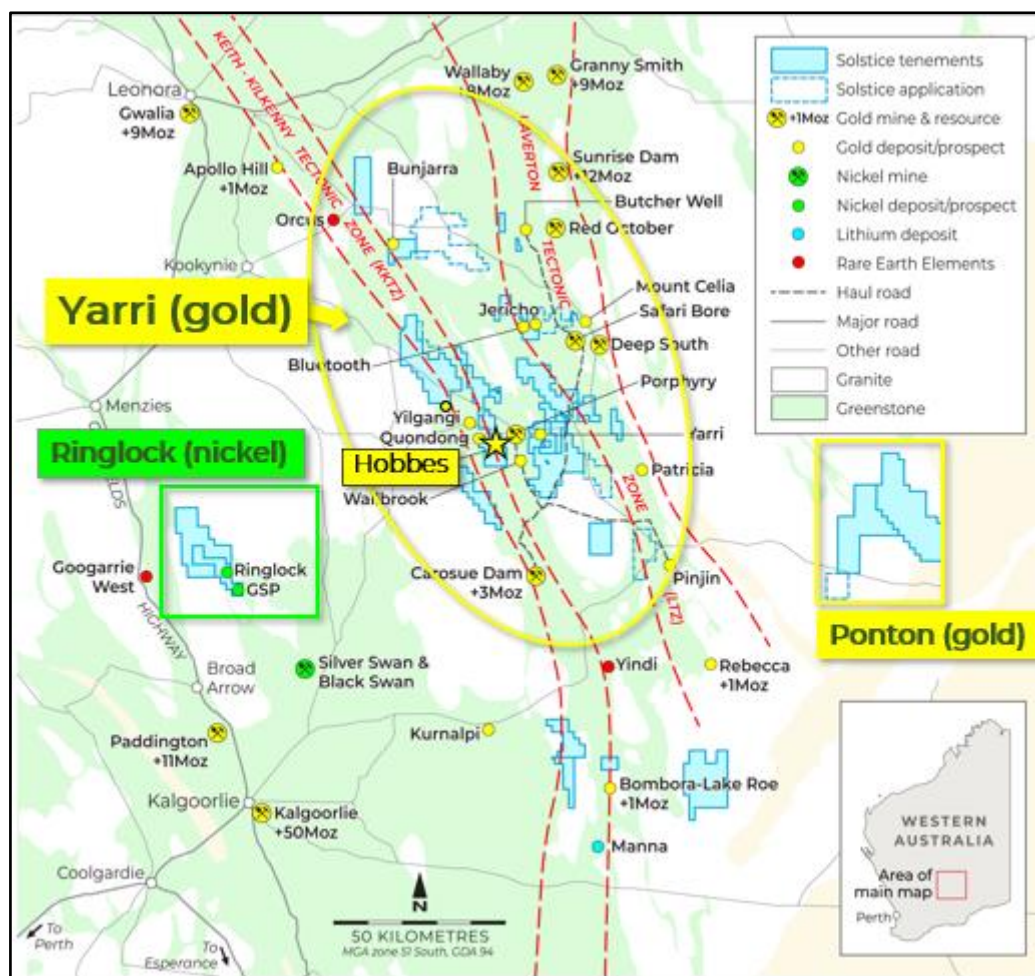 Leonora
Gwalia
+9Moz
Apollo Hill
+1Moz
Orcus
Kookynie
KEITH - KILKENNY TECTONIC ZONE (KKTZ)
Bunjarra
Wallaby
+8Moz
Granny Smith
+9Moz
LAVERTON
TECTONIC
ZONE
(LTZ)
Sunrise Dam
+12Moz
Butcher Well
Red October
Mount Celia
Safari Bore
Jericho
Deep South
Bluetooth
Porphyry
Yarri (gold)
Menzies
Yilgangi
Quondong
Yarri
Hobbes
Wallbrook
Patricia
Ringlock (nickel)
Ringlock
GSP
Googarrie
West
HIGHWAY
Carosue Dam
+3Moz
Pinjin
Ponton (gold)
Silver Swan &
Black Swan
Broad
Arrow
Yindi
Rebecca
+1Moz
Paddington
+11Moz
Kurnalpi
Kalgoorlie
Kalgoorlie
+50Moz
Bombora-Lake Roe
+1Moz
Manna
Coolgardie
To
Perth
To
Esperance
N
50 KILOMETRES
MGA zone 51 South, GDA 94
Solstice tenements
Solstice application
+1Moz Gold mine & resource
Gold deposit/prospect
Nickel mine
Nickel deposit/prospect
Lithium deposit
Rare Earth Elements
Haul road
Major road
Other road
Granite
Greenstone
WESTERN
AUSTRALIA
Area of
main map
Perth